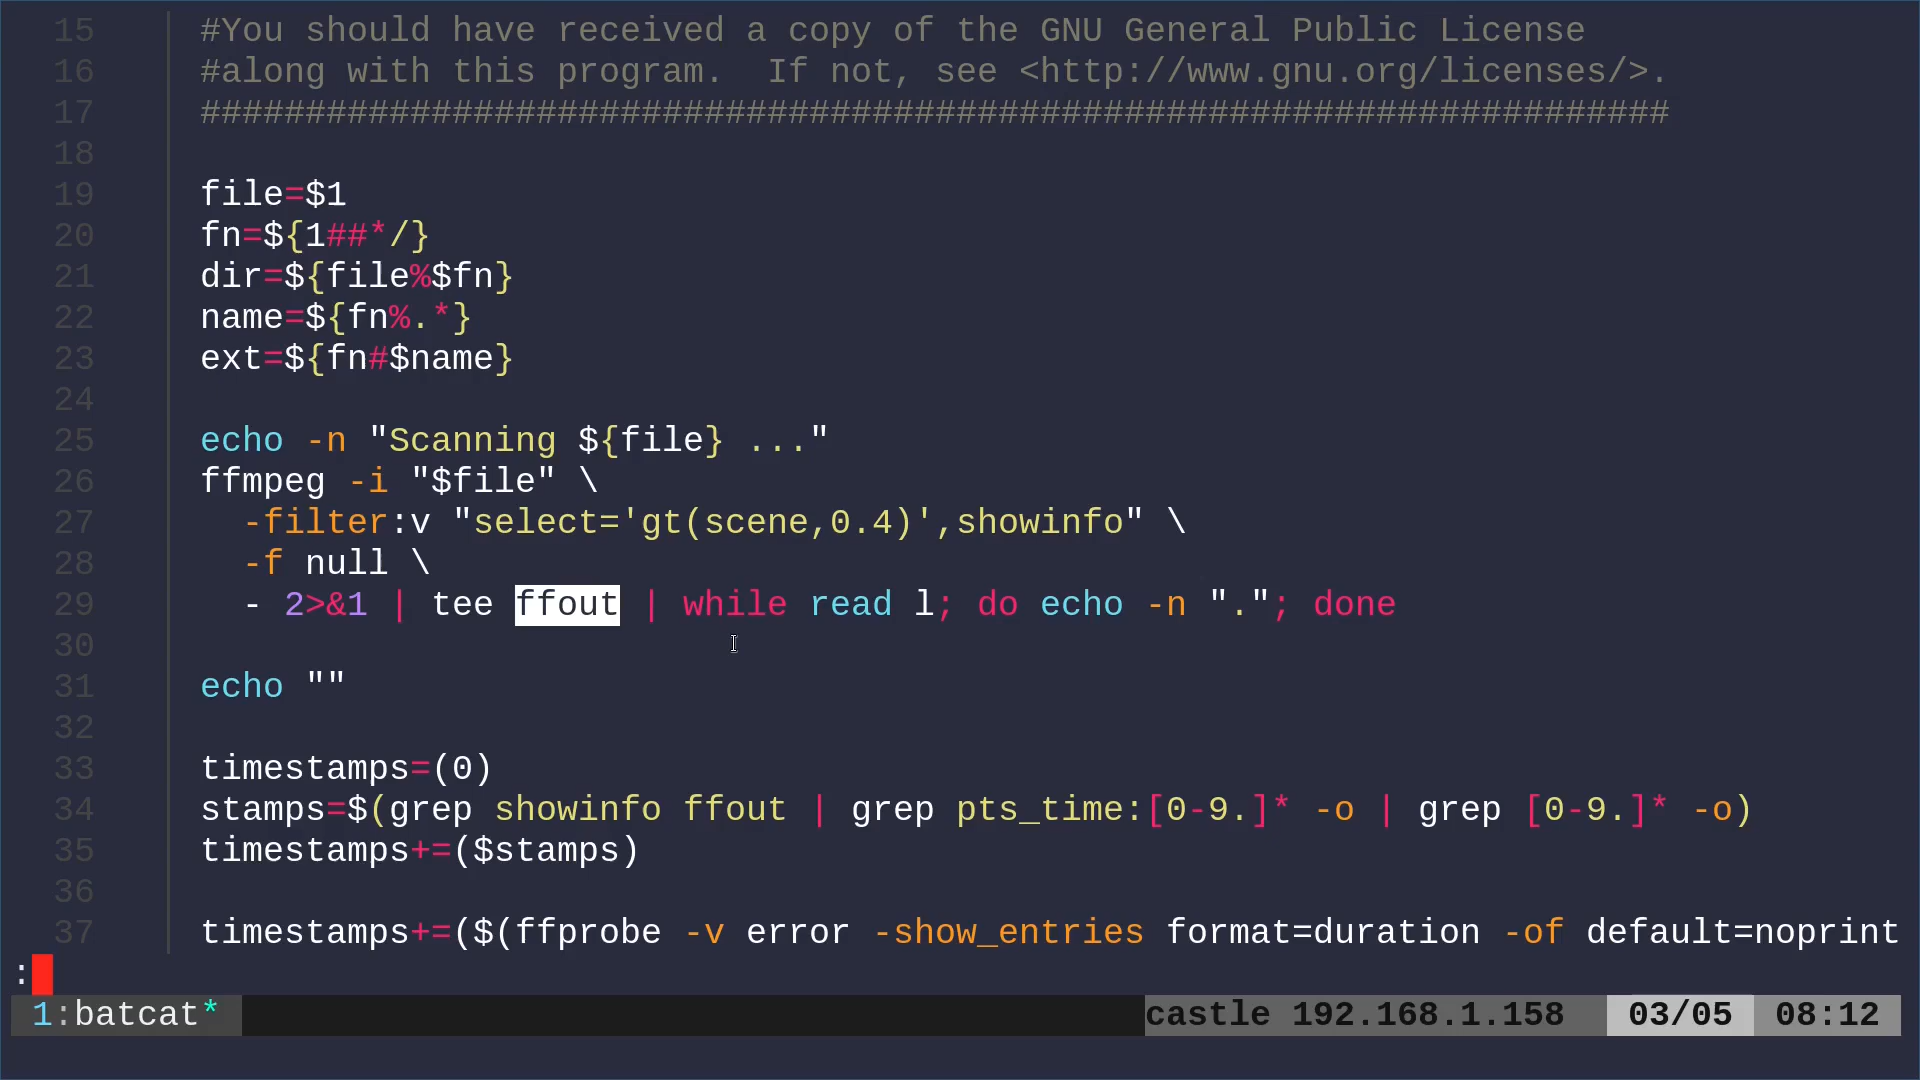 15 #You should have received a copy of the GNU General Public License
16 #along with this program.  If not, see <http://www.gnu.org/licenses/>.
17 #######################################################################
18
19 file=$1
20 fn=${1##*/}
21 dir=${file%$fn}
22 name=${fn%.*}
23 ext=${fn#$name}
24
25 echo -n "Scanning ${file} ..."
26 ffmpeg -i "$file" \
27   -filter:v "select='gt(scene,0.4)',showinfo" \
28   -f null \
29   - 2>&1 | tee ffout | while read l; do echo -n "."; done
30
31 echo ""
32
33 timestamps=(0)
34 stamps=$(grep showinfo ffout | grep pts_time:[0-9.]* -o | grep [0-9.]* -o)
35 timestamps+=($stamps)
36
37 timestamps+=($(ffprobe -v error -show_entries format=duration -of default=noprint
:
1:batcat* castle 192.168.1.158 03/05 08:12